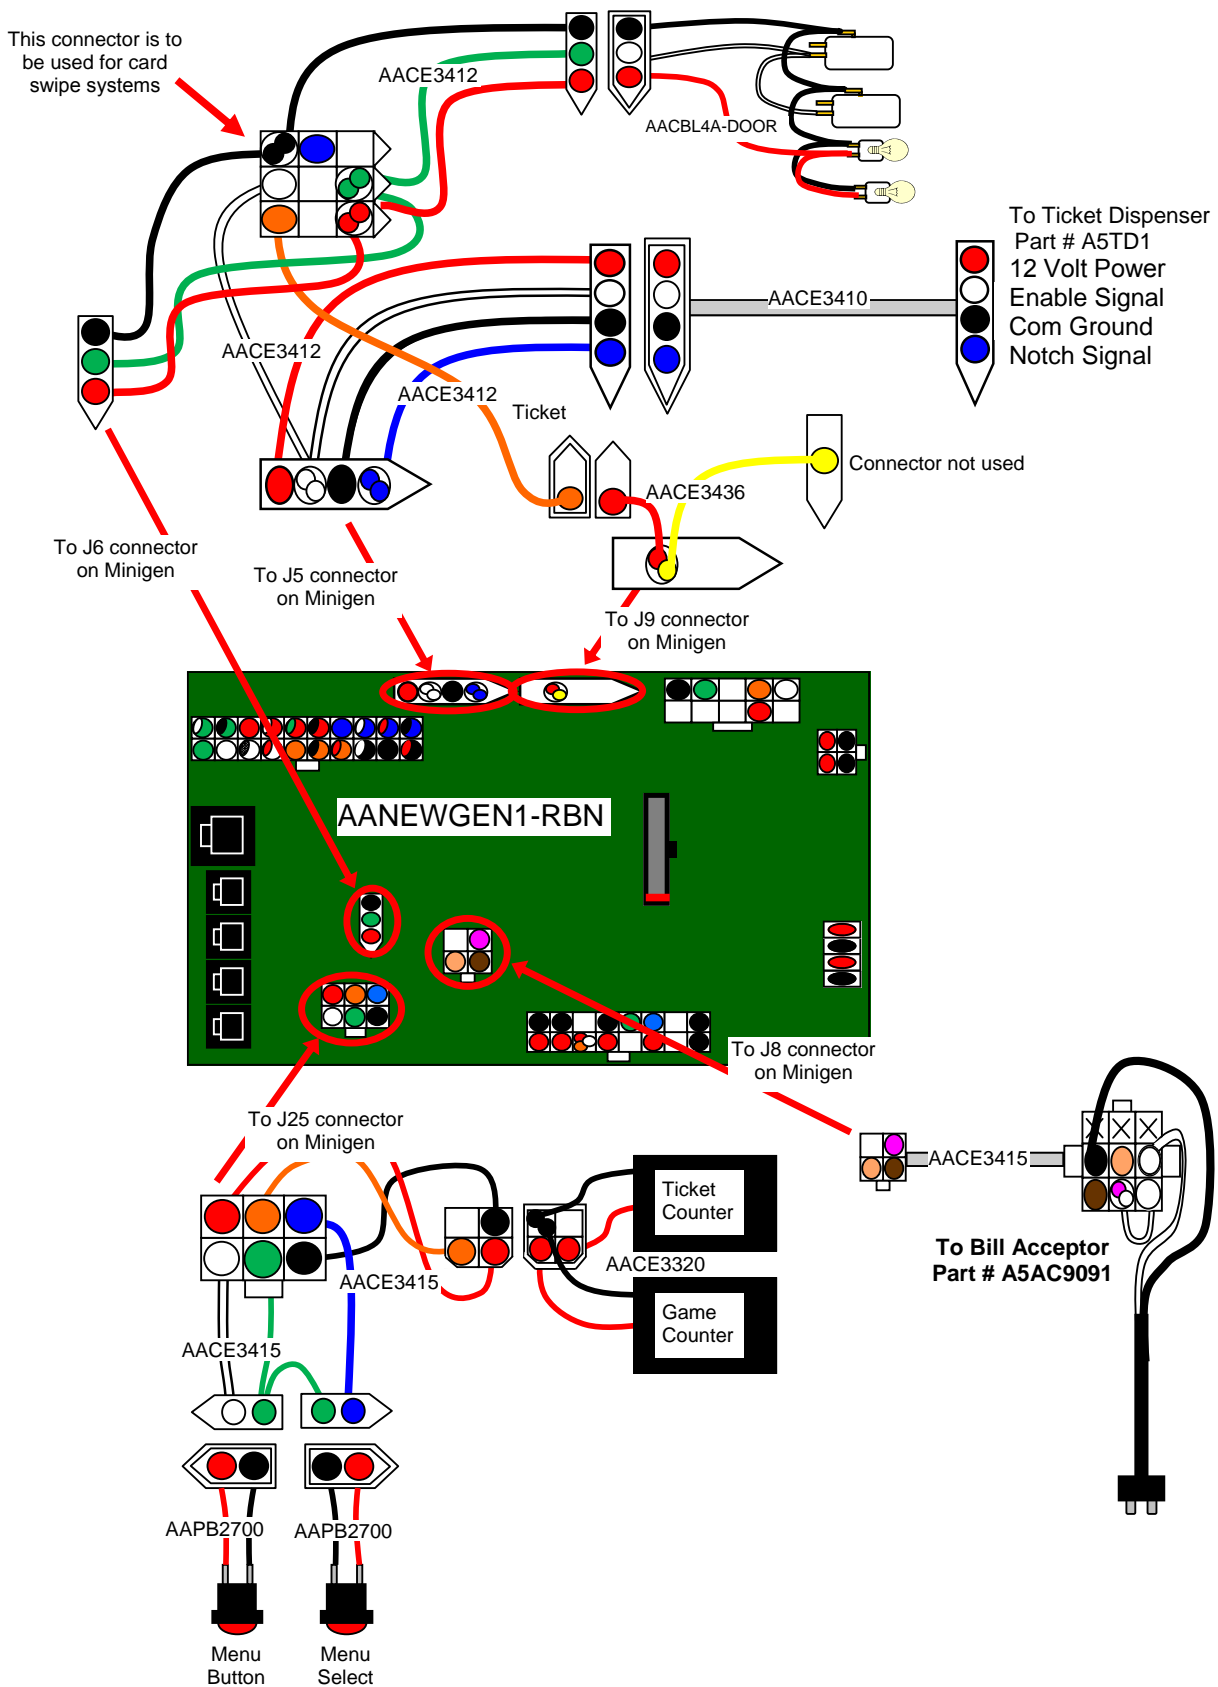 This connector is to
be used for card
swipe systems
AACE3412
AACBL4A-DOOR
To Ticket Dispenser
Part # A5TD1
12 Volt Power
Enable Signal
Com Ground
Notch Signal
AACE3410
AACE3412
AACE3412
Ticket
Connector not used
AACE3436
To J6 connector
on Minigen
To J5 connector
on Minigen
To J9 connector
on Minigen
AANEWGEN1-RBN
To J8 connector
on Minigen
To J25 connector
on Minigen
AACE3415
Ticket
Counter
AACE3320
Game
Counter
AACE3415
To Bill Acceptor
Part # A5AC9091
AACE3415
AAPB2700
AAPB2700
Menu
Button
Menu
Select